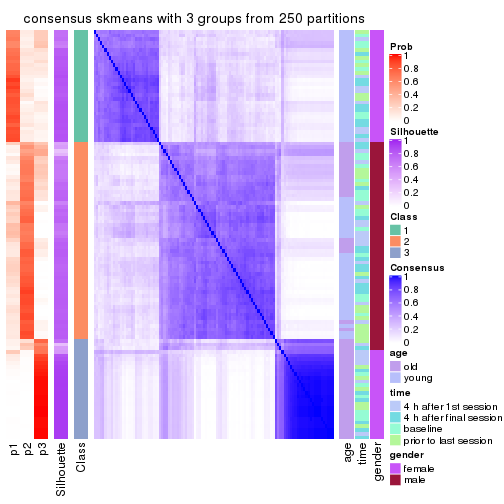 consensus skmeans with 3 groups from 250 partitions
Prob
1
0.8
0.6
0.4
0.2
0
Silhouette
1
0.8
0.6
0.4
0.2
0
Class
1
2
3
Consensus
1
0.8
0.6
0.4
0.2
0
age
old
young
time
4 h after 1st session
4 h after final session
baseline
prior to last session
gender
female
male
p1
p2
p3
Silhouette
Class
age
time
gender